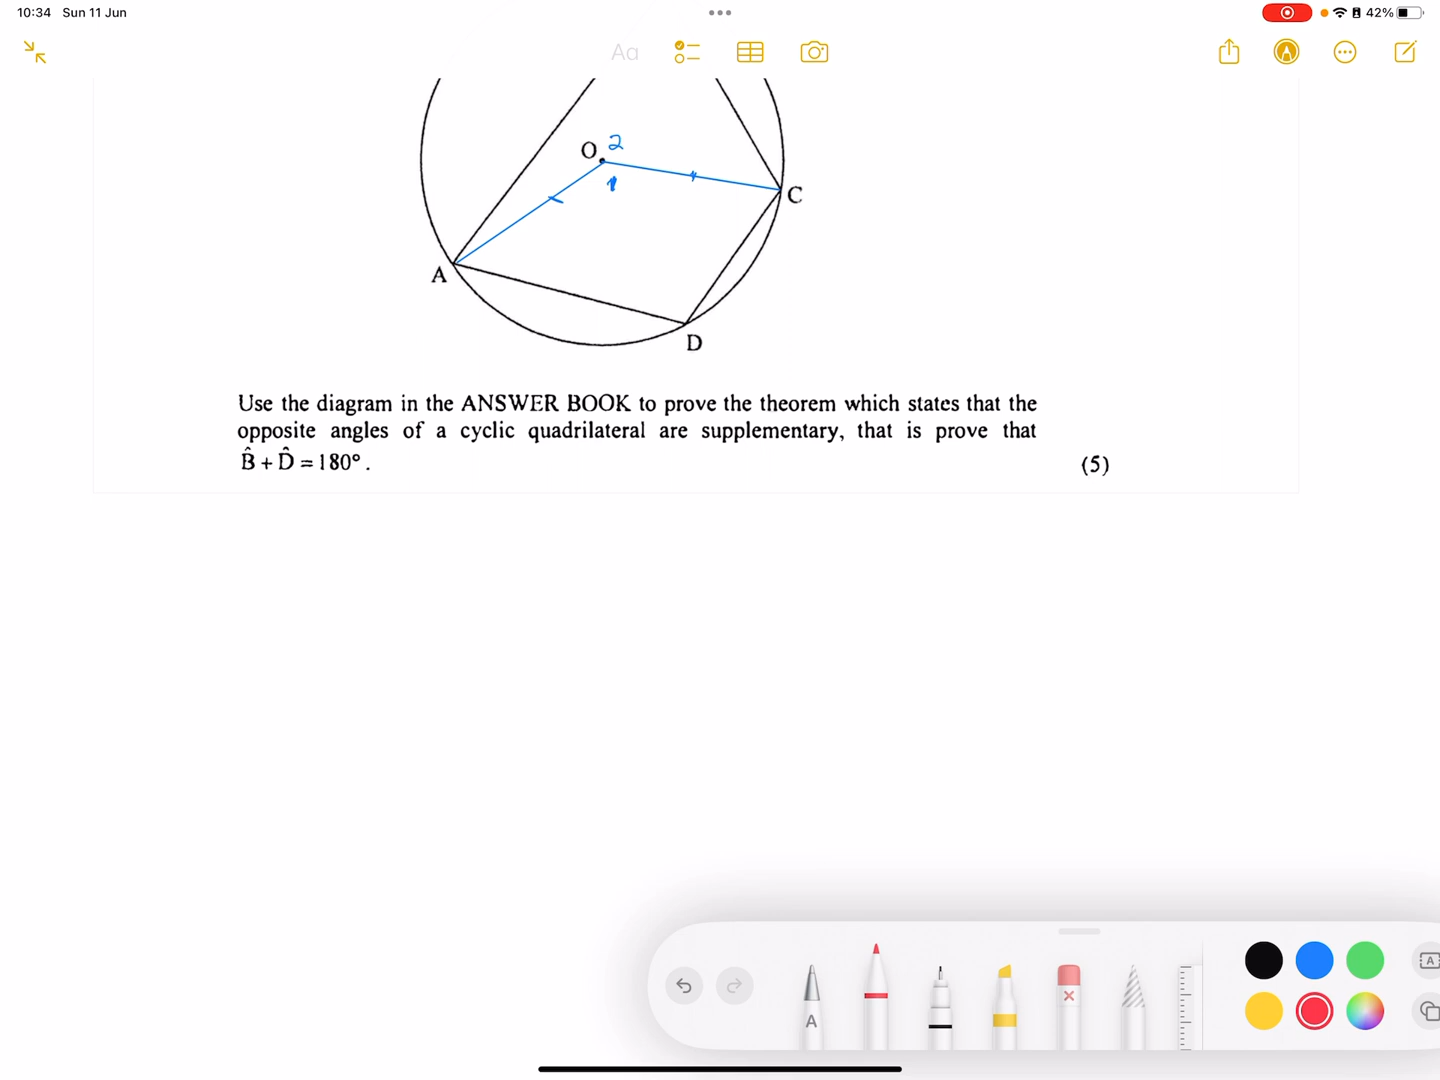 10:34 Sun 11 Jun
42%
Aa
O 2
1
C
A
D
Use the diagram in the ANSWER BOOK to prove the theorem which states that the
opposite angles of a cyclic quadrilateral are supplementary, that is prove that
B̂ + D̂ = 180°. (5)
A
A